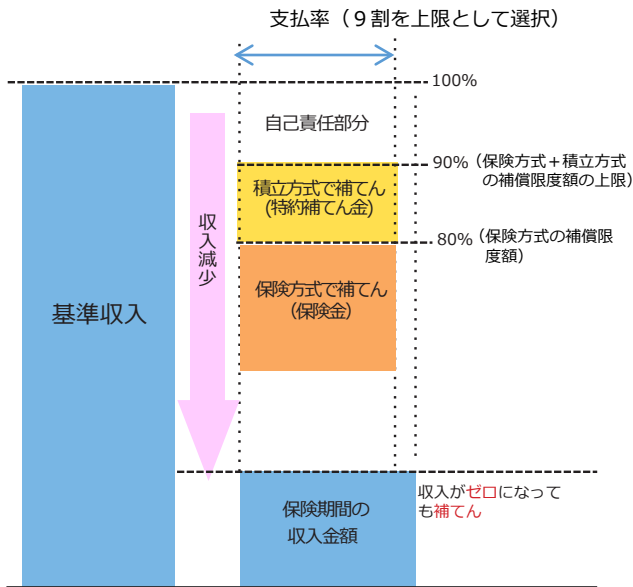 支払率（９割を上限として選択）
100%
自己責任部分
90%（保険方式＋積立方式
の補償限度額の上限）
積立方式で補てん
(特約補てん金)
収入減少
80%（保険方式の補償限
度額）
保険方式で補てん
（保険金）
基準収入
収入がゼロになって
も補てん
保険期間の
収入金額